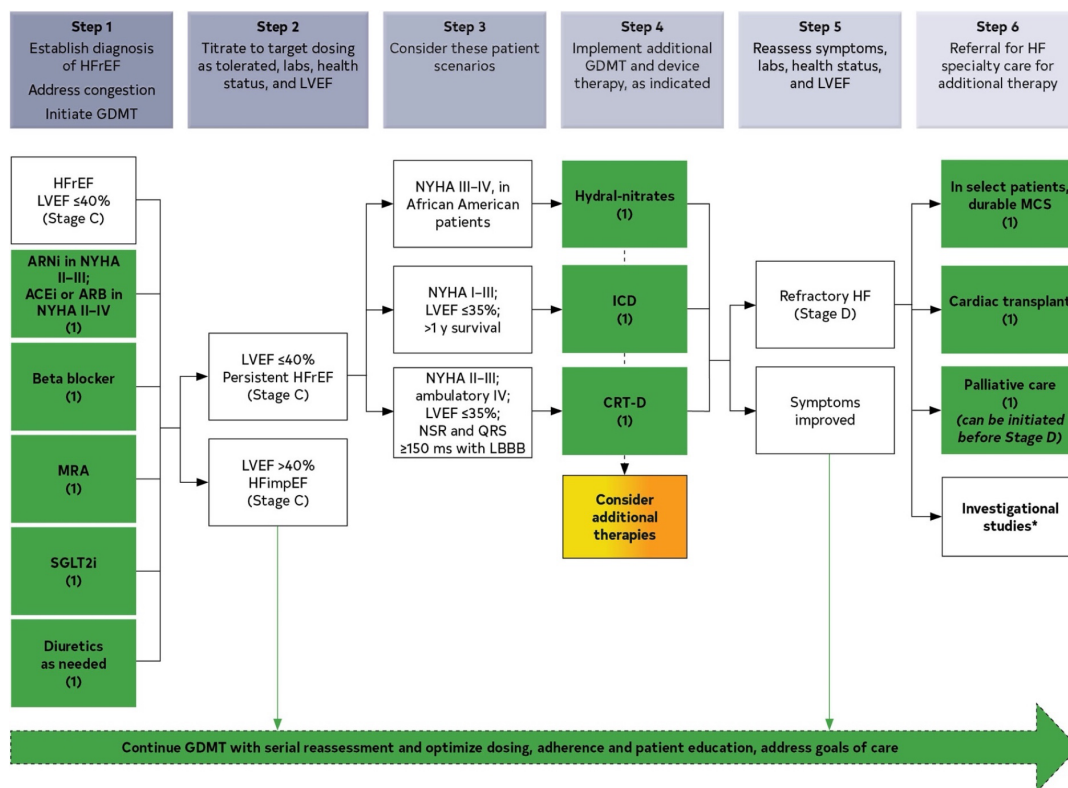 Step 1
Establish diagnosis
of HFrEF
Address congestion
Initiate GDMT
Step 2
Titrate to target dosing
as tolerated, labs, health
status, and LVEF
Step 3
Consider these patient
scenarios
Step 4
Implement additional
GDMT and device
therapy, as indicated
Step 5
Reassess symptoms,
labs, health status,
and LVEF
Step 6
Referral for HF
specialty care for
additional therapy
HFrEF
LVEF ≤40%
(Stage C)
ARNi in NYHA
II–III;
ACEi or ARB in
NYHA II–IV
(1)
Beta blocker
(1)
MRA
(1)
SGLT2i
(1)
Diuretics
as needed
(1)
LVEF ≤40%
Persistent HFrEF
(Stage C)
LVEF >40%
HFimpEF
(Stage C)
NYHA III–IV, in
African American
patients
NYHA I–III;
LVEF ≤35%;
>1 y survival
NYHA II–III;
ambulatory IV;
LVEF ≤35%;
NSR and QRS
≥150 ms with LBBB
Hydral-nitrates
(1)
ICD
(1)
CRT-D
(1)
Consider
additional
therapies
Refractory HF
(Stage D)
Symptoms
improved
In select patients,
durable MCS
(1)
Cardiac transplant
(1)
Palliative care
(1)
(can be initiated
before Stage D)
Investigational
studies*
Continue GDMT with serial reassessment and optimize dosing, adherence and patient education, address goals of care